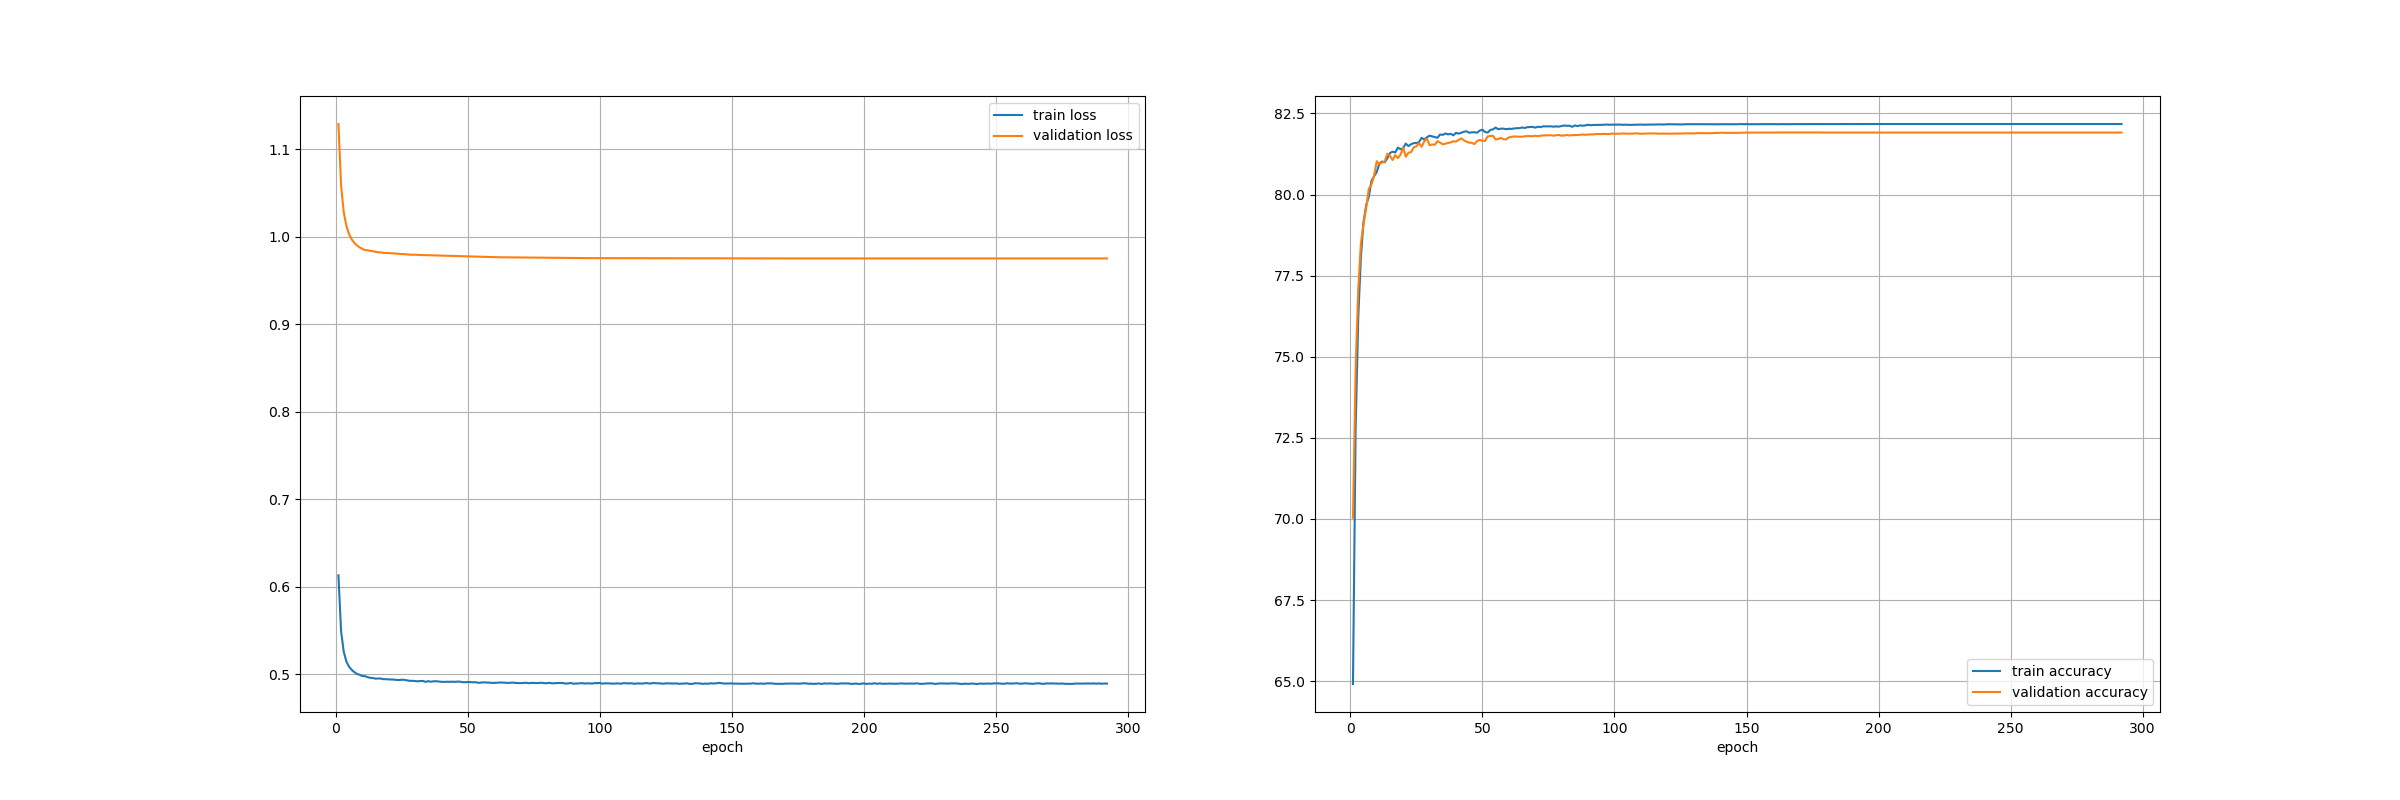 train loss
validation loss
1.1
1.0
0.9
0.8
0.7
0.6
0.5
0 50 100 150 200 250 300
epoch
82.5
80.0
77.5
75.0
72.5
70.0
67.5
65.0
train accuracy
validation accuracy
0 50 100 150 200 250 300
epoch